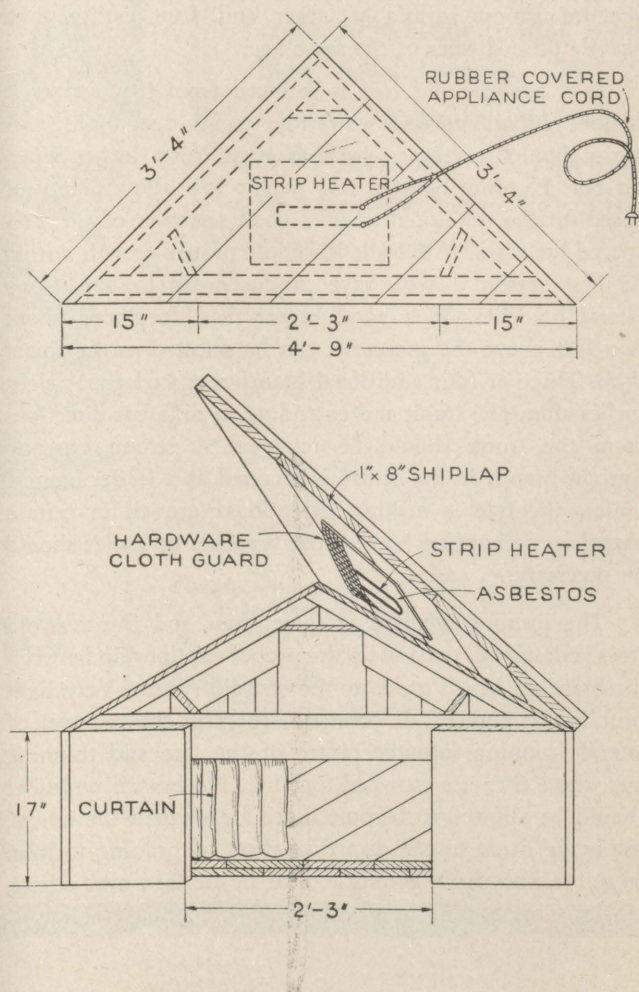 RUBBER COVERED
APPLIANCE CORD
3'-4"
STRIP HEATER
3'-4"
15"
2'-3"
15"
4'-9"
1"x 8" SHIPLAP
HARDWARE
CLOTH GUARD
STRIP HEATER
ASBESTOS
17"
CURTAIN
2'-3"